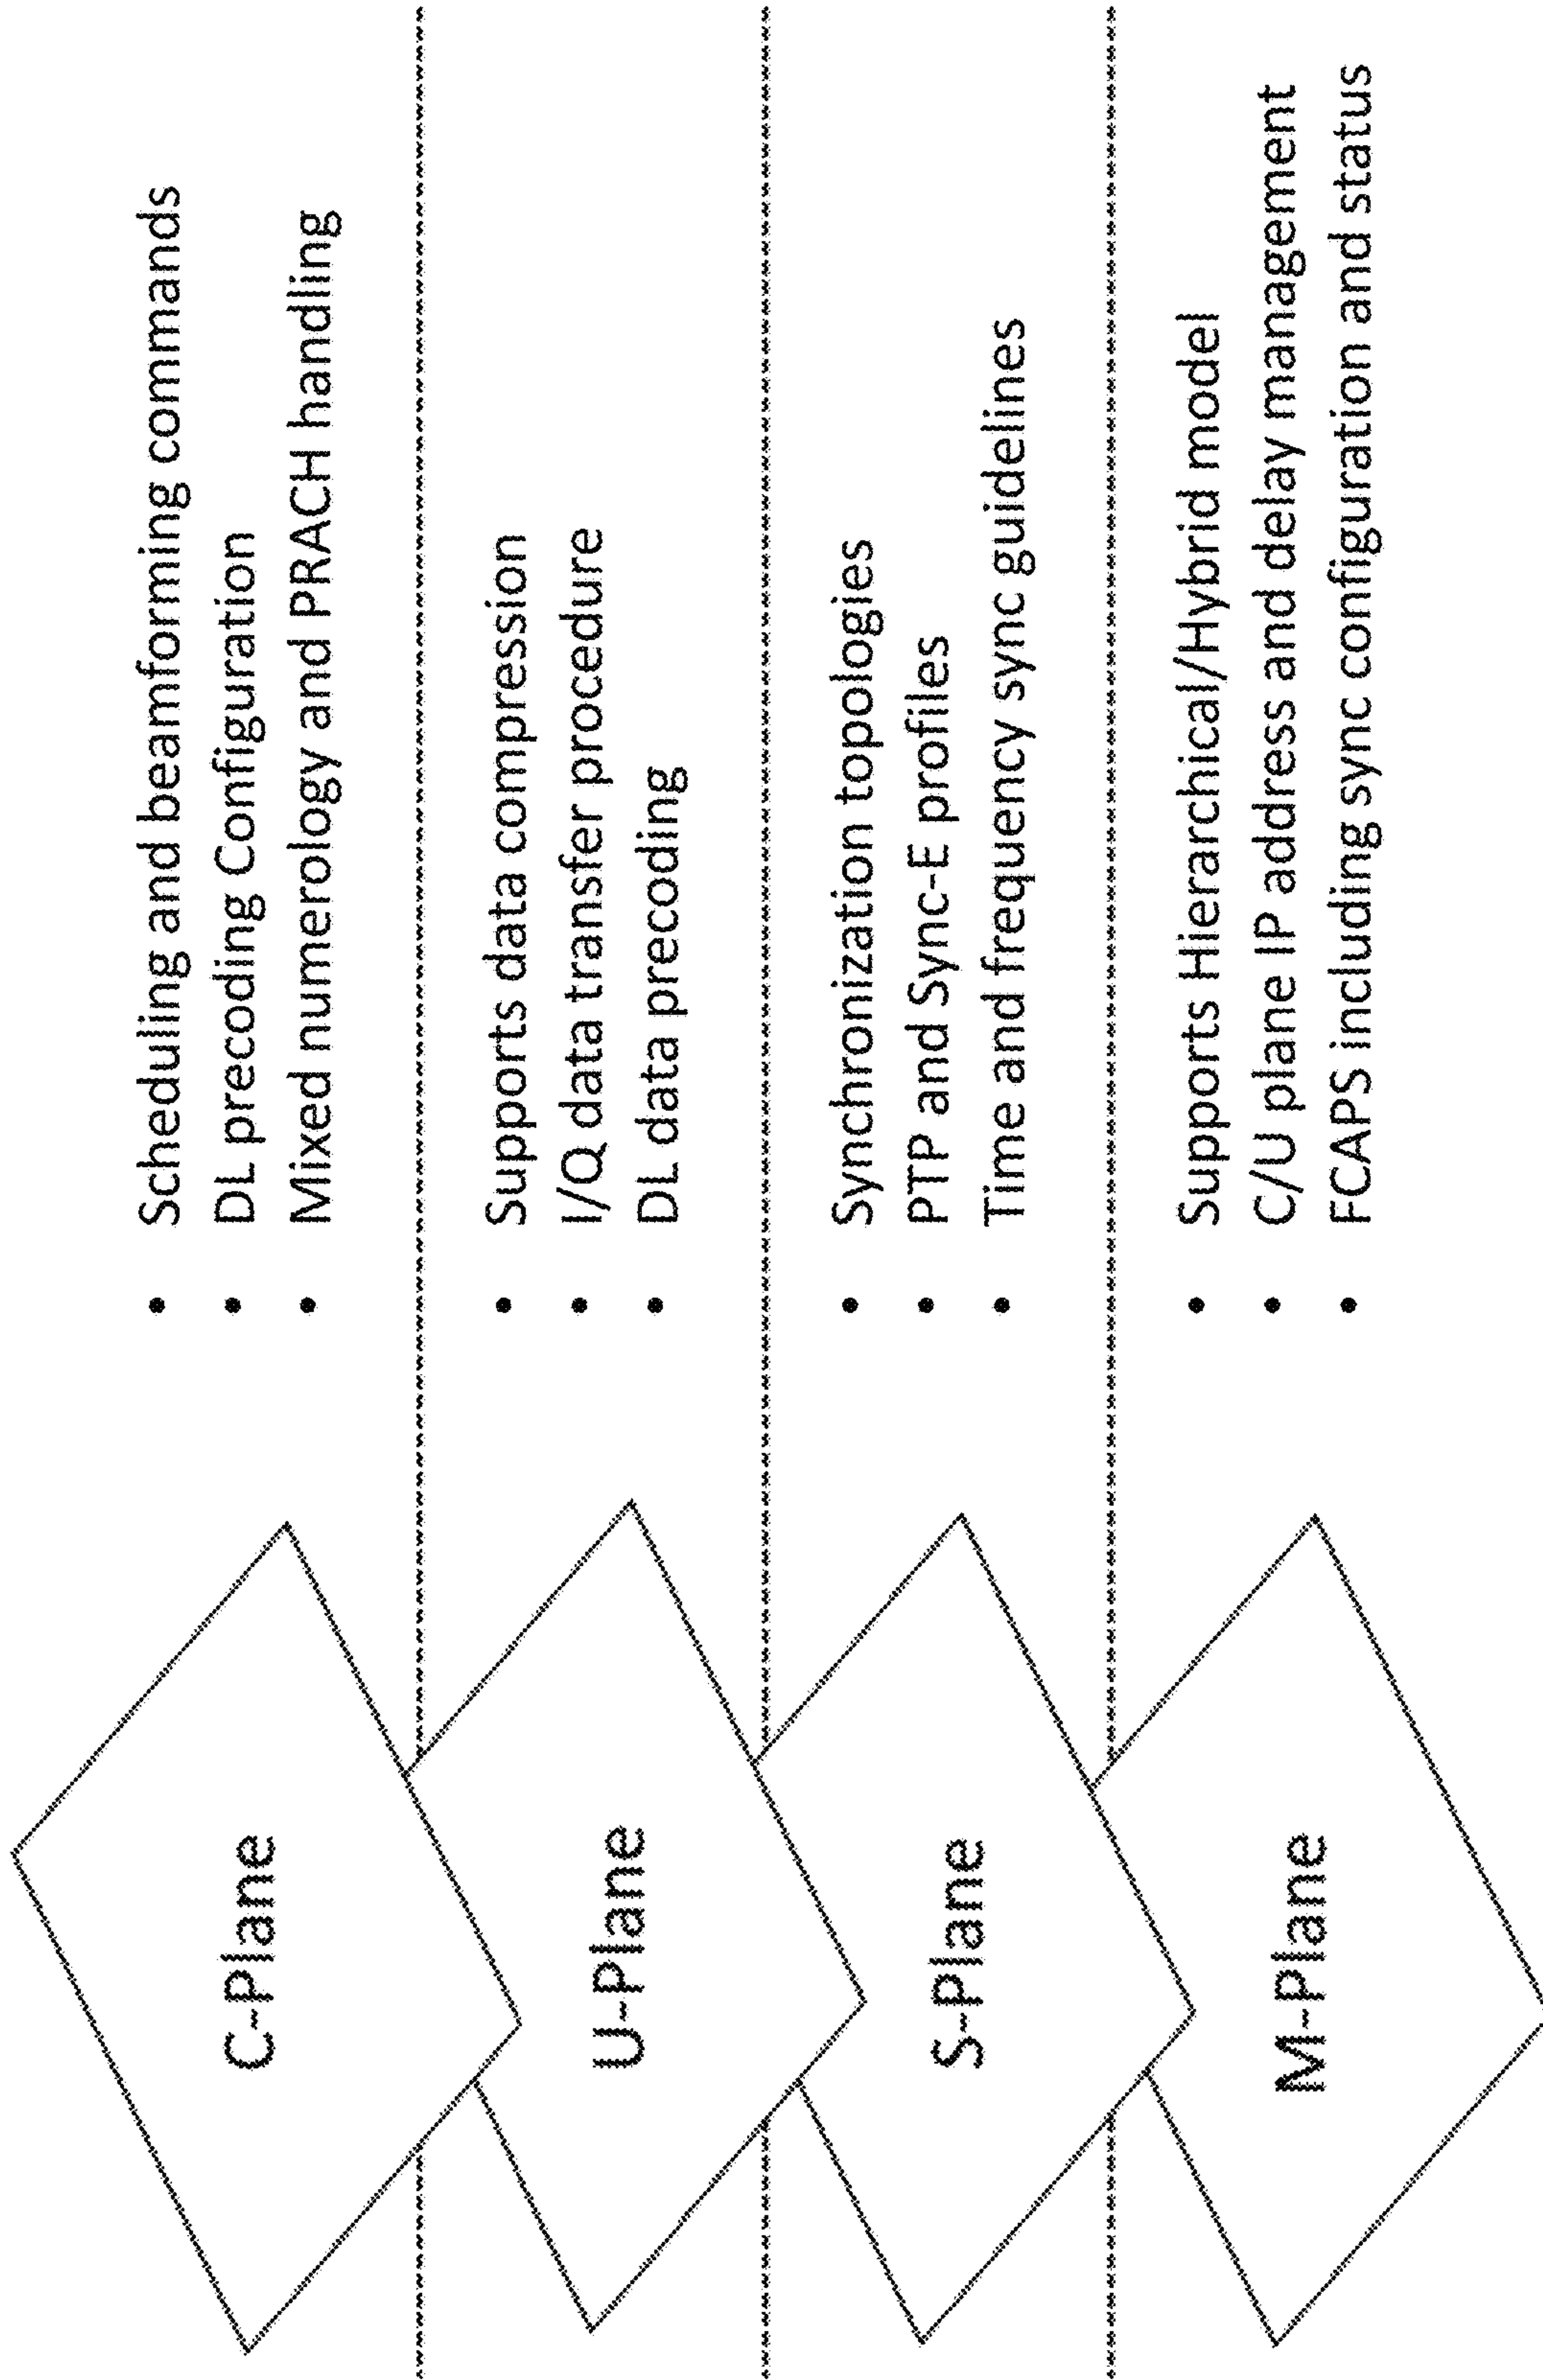 C-Plane
• Scheduling and beamforming commands
• DL precoding Configuration
• Mixed numerology and PRACH handling
U-Plane
• Supports data compression
• I/Q data transfer procedure
• DL data precoding
S-Plane
• Synchronization topologies
• PTP and Sync-E profiles
• Time and frequency sync guidelines
M-Plane
• Supports Hierarchical/Hybrid model
• C/U plane IP address and delay management
• FCAPS including sync configuration and status